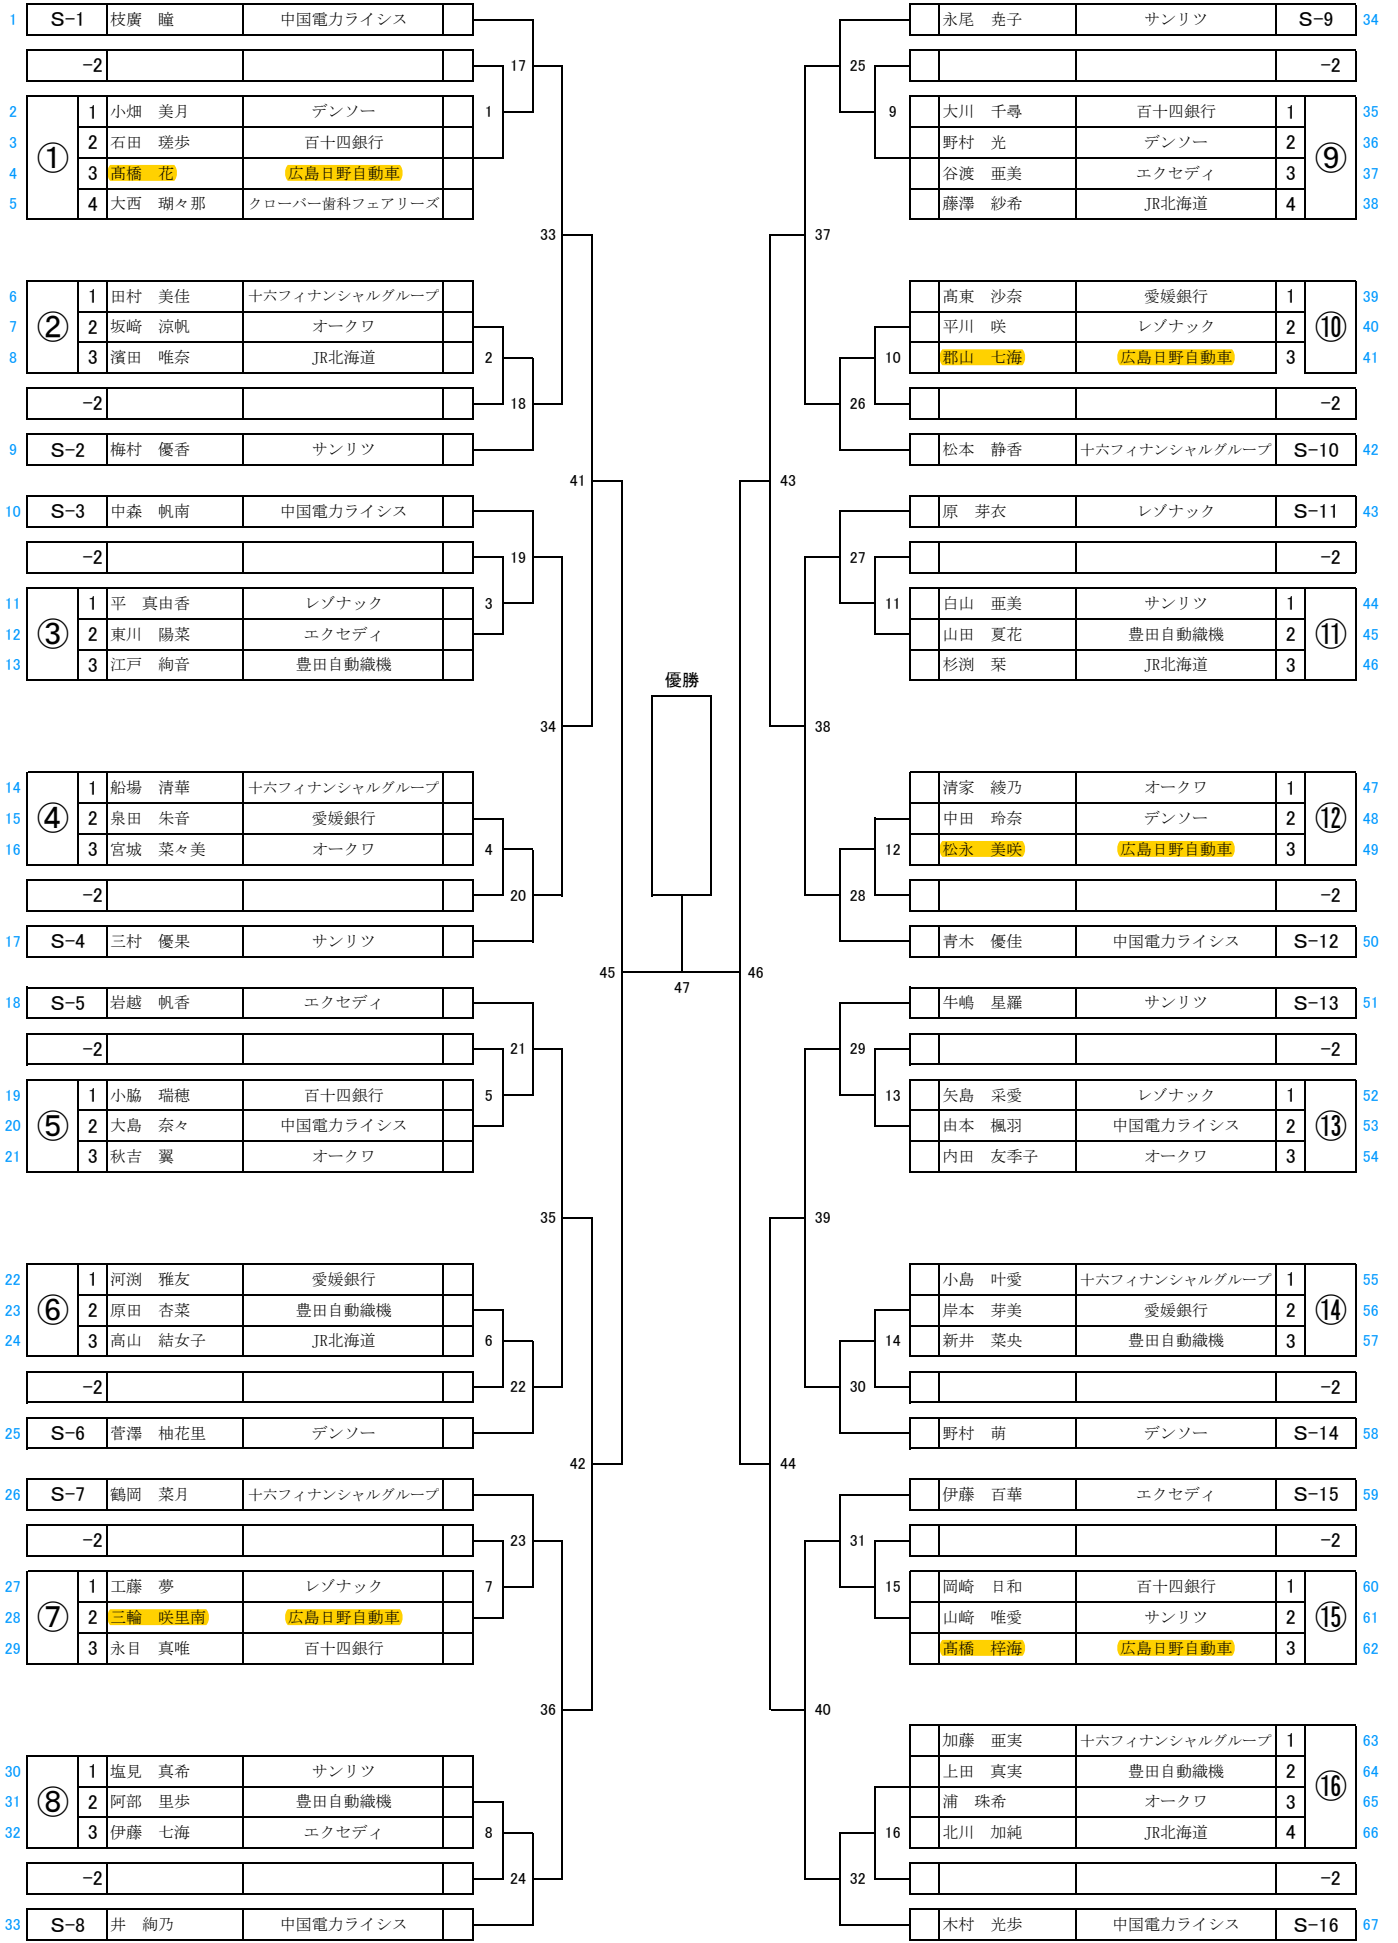 1 S-1 枝廣 瞳 中国電力ライシス
-2
17
2 1 小畑 美月 デンソー 1
3 ① 2 石田 瑳歩 百十四銀行
4 3 髙橋 花 広島日野自動車
5 4 大西 瑚々那 クローバー歯科フェアリーズ
33
6 1 田村 美佳 十六フィナンシャルグループ
7 ② 2 坂﨑 涼帆 オークワ
8 3 濱田 唯奈 JR北海道 2
-2 18
9 S-2 梅村 優香 サンリツ
41
10 S-3 中森 帆南 中国電力ライシス
-2 19
11 1 平 真由香 レゾナック 3
12 ③ 2 東川 陽菜 エクセディ
13 3 江戸 絢音 豊田自動織機
34
14 1 船場 清華 十六フィナンシャルグループ
15 ④ 2 泉田 朱音 愛媛銀行
16 3 宮城 菜々美 オークワ 4
-2 20
17 S-4 三村 優果 サンリツ
45
18 S-5 岩越 帆香 エクセディ
-2 21
19 1 小脇 瑞穂 百十四銀行 5
20 ⑤ 2 大島 奈々 中国電力ライシス
21 3 秋吉 翼 オークワ
35
22 1 河渕 雅友 愛媛銀行
23 ⑥ 2 原田 杏菜 豊田自動織機
24 3 高山 結女子 JR北海道 6
-2 22
25 S-6 菅澤 柚花里 デンソー
42
26 S-7 鶴岡 菜月 十六フィナンシャルグループ
-2 23
27 1 工藤 夢 レゾナック 7
28 ⑦ 2 三輪 咲里南 広島日野自動車
29 3 永目 真唯 百十四銀行
36
30 1 塩見 真希 サンリツ
31 ⑧ 2 阿部 里歩 豊田自動織機
32 3 伊藤 七海 エクセディ 8
-2 24
33 S-8 井 絢乃 中国電力ライシス
優勝
47
永尾 尭子 サンリツ S-9 34
25 -2
9 大川 千尋 百十四銀行 1 35
野村 光 デンソー 2 ⑨ 36
谷渡 亜美 エクセディ 3 37
藤澤 紗希 JR北海道 4 38
37
髙東 沙奈 愛媛銀行 1 39
平川 咲 レゾナック 2 ⑩ 40
10 郡山 七海 広島日野自動車 3 41
26 -2
松本 静香 十六フィナンシャルグループ S-10 42
43
原 芽衣 レゾナック S-11 43
27 -2
11 白山 亜美 サンリツ 1 44
山田 夏花 豊田自動織機 2 ⑪ 45
杉渕 栞 JR北海道 3 46
38
清家 綾乃 オークワ 1 47
中田 玲奈 デンソー 2 ⑫ 48
12 松永 美咲 広島日野自動車 3 49
28 -2
青木 優佳 中国電力ライシス S-12 50
46
牛嶋 星羅 サンリツ S-13 51
29 -2
13 矢島 采愛 レゾナック 1 52
由本 楓羽 中国電力ライシス 2 ⑬ 53
内田 友季子 オークワ 3 54
39
小島 叶愛 十六フィナンシャルグループ 1 55
岸本 芽美 愛媛銀行 2 ⑭ 56
14 新井 菜央 豊田自動織機 3 57
30 -2
野村 萌 デンソー S-14 58
44
伊藤 百華 エクセディ S-15 59
31 -2
15 岡崎 日和 百十四銀行 1 60
山﨑 唯愛 サンリツ 2 ⑮ 61
髙橋 梓海 広島日野自動車 3 62
40
加藤 亜実 十六フィナンシャルグループ 1 63
上田 真実 豊田自動織機 2 ⑯ 64
浦 珠希 オークワ 3 65
16 北川 加純 JR北海道 4 66
32 -2
木村 光歩 中国電力ライシス S-16 67